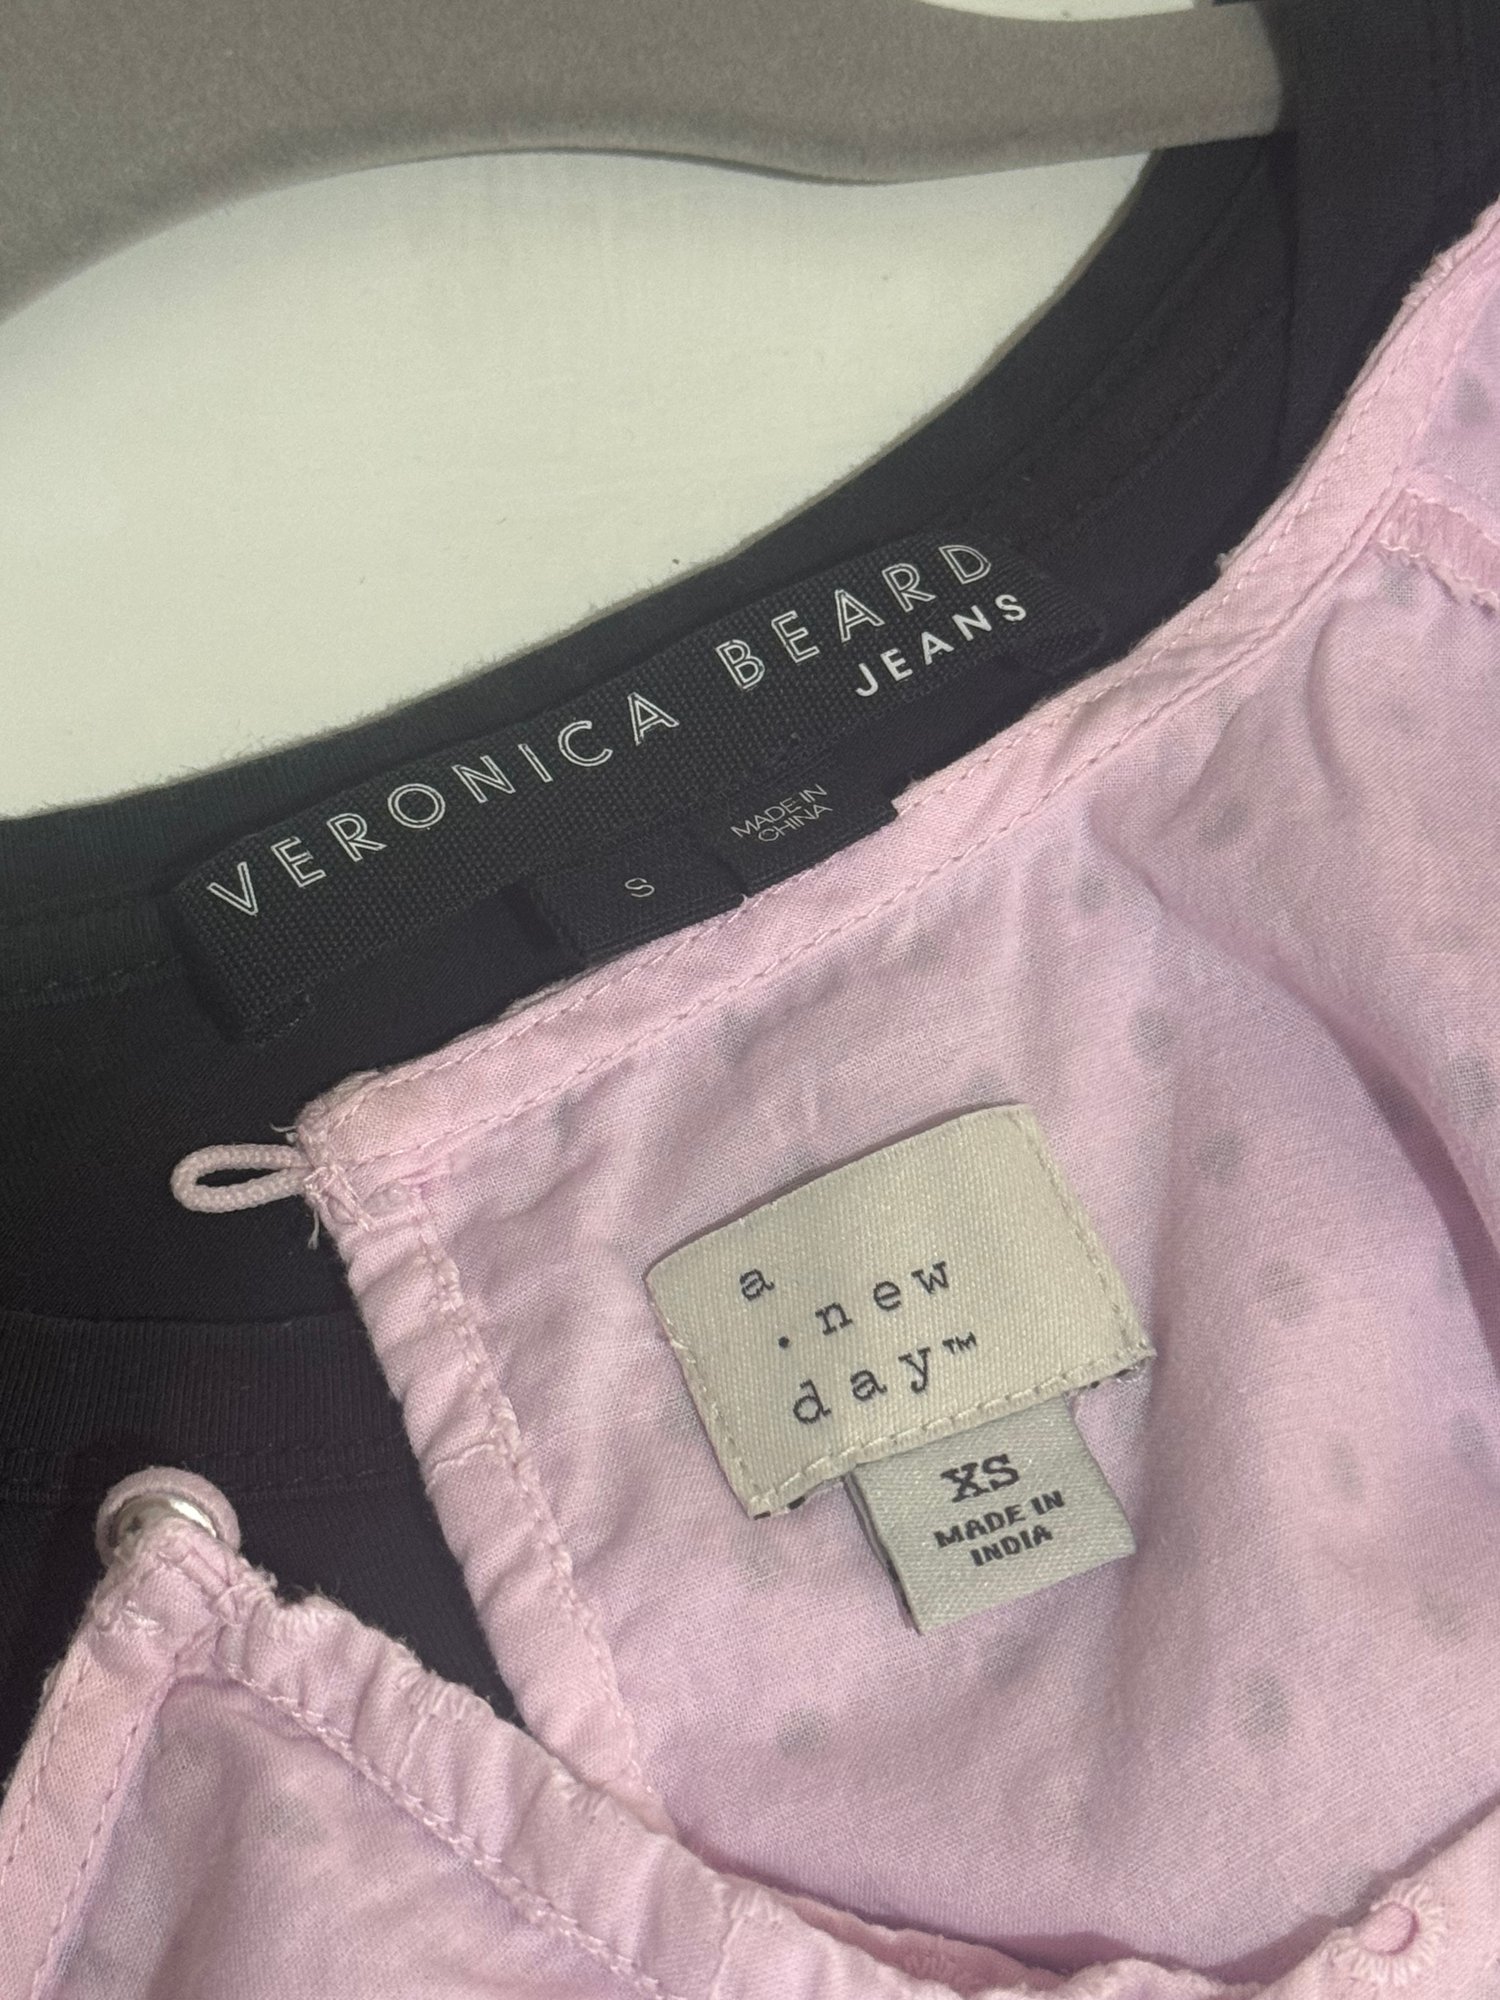 VERONICA BEARD
JEANS
S
MADE IN
CHINA
a
.new
day™
XS
MADE IN
INDIA